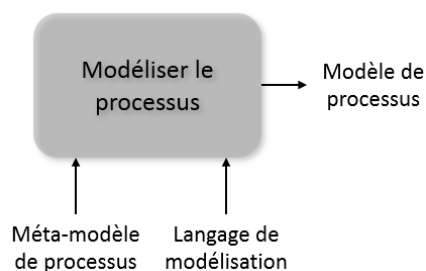 Modéliser le
processus
Modèle de
processus
Méta-modèle
de processus
Langage de
modélisation